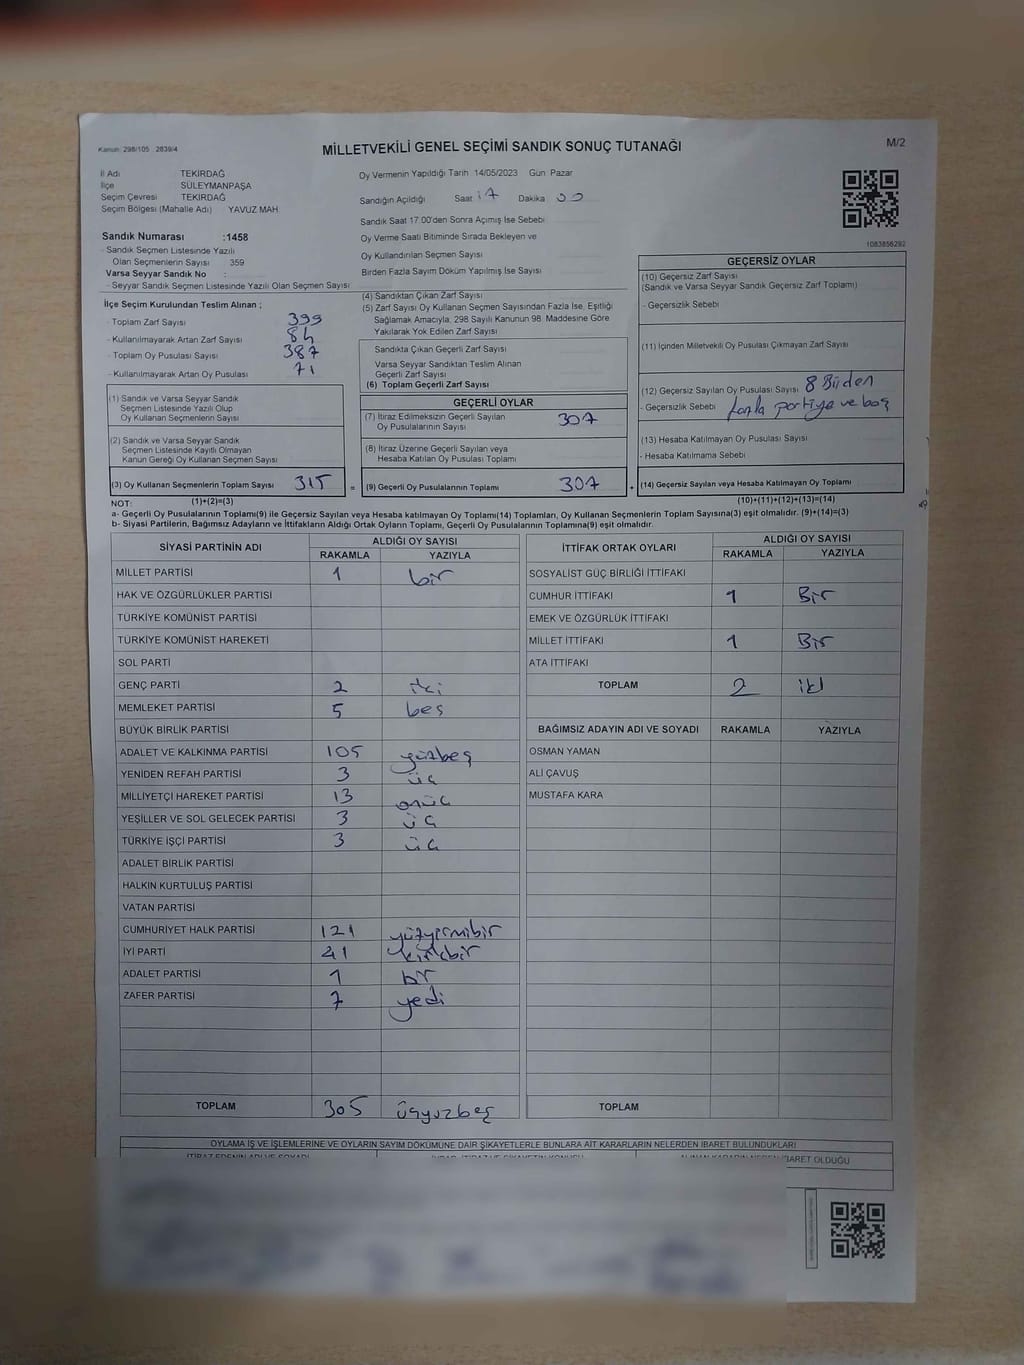 Kanun 298/105 2839/4
MİLLETVEKİLİ GENEL SEÇİMİ SANDIK SONUÇ TUTANAĞI
M/2
İl Adı TEKİRDAĞ
İlçe SÜLEYMANPAŞA
Seçim Çevresi TEKİRDAĞ
Seçim Bölgesi (Mahalle Adı) YAVUZ MAH
Oy Vermenin Yapıldığı Tarih 14/05/2023 Gün Pazar
Sandığın Açıldığı Saat 17 Dakika 00
Sandık Saat 17.00'den Sonra Açılmış İse Sebebi
Oy Verme Saati Bitiminde Sırada Bekleyen ve
Oy Kullandırılan Seçmen Sayısı
Birden Fazla Sayım Döküm Yapılmış İse Sayısı
1083856292
Sandık Numarası :1458
- Sandık Seçmen Listesinde Yazılı
Olan Seçmenlerin Sayısı : 359
Varsa Seyyar Sandık No :
- Seyyar Sandık Listesinde Yazılı Olan Seçmen Sayısı
İlçe Seçim Kurulundan Teslim Alınan ;
- Toplam Zarf Sayısı 399
- Kullanılmayarak Artan Zarf Sayısı 84
- Toplam Oy Pusulası Sayısı 387
- Kullanılmayarak Artan Oy Pusulası 71
(1) Sandık ve Varsa Seyyar Sandık
Seçmen Listesinde Yazılı Olup
Oy Kullanan Seçmenlerin Sayısı
(2) Sandık ve Varsa Seyyar Sandık
Seçmen Listesinde Kayıtlı Olmayan
Kanun Gereği Oy Kullanan Seçmen Sayısı
(3) Oy Kullanan Seçmenlerin Toplam Sayısı 315
(1)+(2)=(3)
(4) Sandıktan Çıkan Zarf Sayısı
(5) Zarf Sayısı Oy Kullanan Seçmen Sayısından Fazla İse, Eşitliği
Sağlamak Amacıyla, 298 Sayılı Kanunun 98. Maddesine Göre
Yakılarak Yok Edilen Zarf Sayısı
Sandıkta Çıkan Geçerli Zarf Sayısı
Varsa Seyyar Sandıktan Teslim Alınan
Geçerli Zarf Sayısı
(6) Toplam Geçerli Zarf Sayısı
GEÇERLİ OYLAR
(7) İtiraz Edilmeksizin Geçerli Sayılan
Oy Pusulalarının Sayısı 307
(8) İtiraz Üzerine Geçerli Sayılan veya
Hesaba Katılan Oy Pusulası Toplamı
= (9) Geçerli Oy Pusulalarının Toplamı 307
GEÇERSİZ OYLAR
(10) Geçersiz Zarf Sayısı
(Sandık ve Varsa Seyyar Sandık Geçersiz Zarf Toplamı)
- Geçersizlik Sebebi
(11) İçinden Milletvekili Oy Pusulası Çıkmayan Zarf Sayısı
(12) Geçersiz Sayılan Oy Pusulası Sayısı 8 Birden
- Geçersizlik Sebebi fazla partiye ve boş
(13) Hesaba Katılmayan Oy Pusulası Sayısı
- Hesaba Katılmama Sebebi
+ (14) Geçersiz Sayılan veya Hesaba Katılmayan Oy Toplamı
(10)+(11)+(12)+(13)=(14)
NOT:
a- Geçerli Oy Pusulalarının Toplamı(9) ile Geçersiz Sayılan veya Hesaba katılmayan Oy Toplamı(14) Toplamları, Oy Kullanan Seçmenlerin Toplam Sayısına(3) eşit olmalıdır. (9)+(14)=(3)
b- Siyasi Partilerin, Bağımsız Adayların ve İttifakların Aldığı Ortak Oyların Toplamı, Geçerli Oy Pusulalarının Toplamına(9) eşit olmalıdır.
SİYASİ PARTİNİN ADI ALDIĞI OY SAYISI
RAKAMLA YAZIYLA
MİLLET PARTİSİ 1 bir
HAK VE ÖZGÜRLÜKLER PARTİSİ
TÜRKİYE KOMÜNİST PARTİSİ
TÜRKİYE KOMÜNİST HAREKETİ
SOL PARTİ
GENÇ PARTİ 2 iki
MEMLEKET PARTİSİ 5 beş
BÜYÜK BİRLİK PARTİSİ
ADALET VE KALKINMA PARTİSİ 105 yüzbeş
YENİDEN REFAH PARTİSİ 3 üç
MİLLİYETÇİ HAREKET PARTİSİ 13 onüç
YEŞİLLER VE SOL GELECEK PARTİSİ 3 üç
TÜRKİYE İŞÇİ PARTİSİ 3 üç
ADALET BİRLİK PARTİSİ
HALKIN KURTULUŞ PARTİSİ
VATAN PARTİSİ
CUMHURİYET HALK PARTİSİ 121 yüzyirmibir
İYİ PARTİ 41 kırkbir
ADALET PARTİSİ 1 bir
ZAFER PARTİSİ 7 yedi
TOPLAM 305 üçyüzbeş
İTTİFAK ORTAK OYLARI ALDIĞI OY SAYISI
RAKAMLA YAZIYLA
SOSYALİST GÜÇ BİRLİĞİ İTTİFAKI
CUMHUR İTTİFAKI 1 Bir
EMEK VE ÖZGÜRLÜK İTTİFAKI
MİLLET İTTİFAKI 1 Bir
ATA İTTİFAKI
TOPLAM 2 iki
BAĞIMSIZ ADAYIN ADI VE SOYADI RAKAMLA YAZIYLA
OSMAN YAMAN
ALİ ÇAVUŞ
MUSTAFA KARA
TOPLAM
OYLAMA İŞ VE İŞLEMLERİNE VE OYLARIN SAYIM DÖKÜMÜNE DAİR ŞİKAYETLERLE BUNLARA AİT KARARLARIN NELERDEN İBARET BULUNDUKLARI